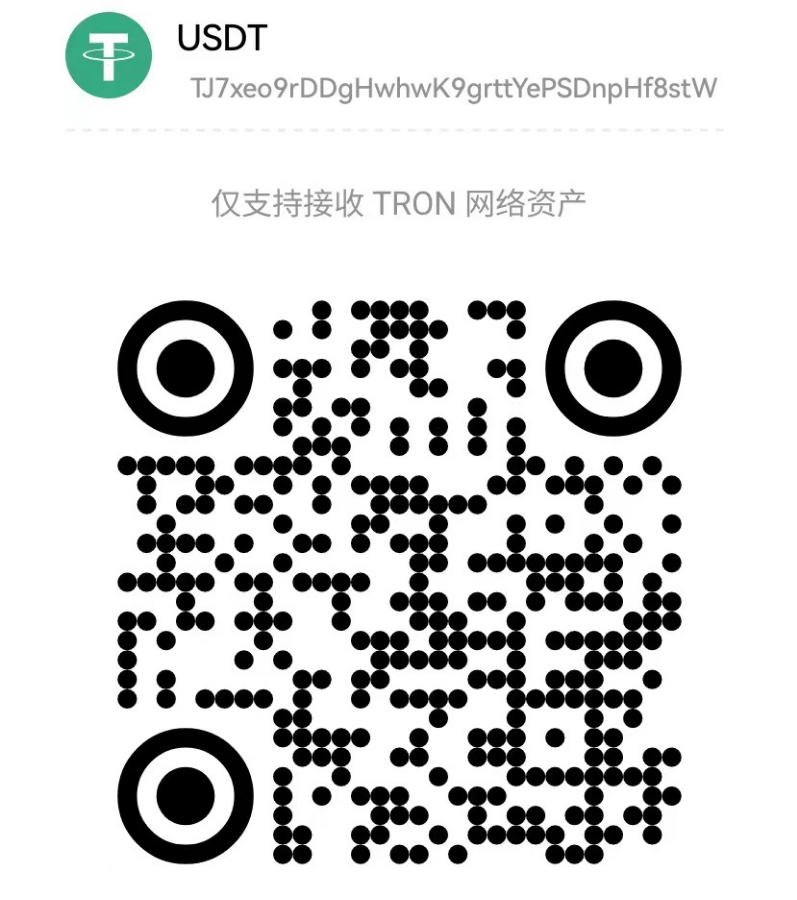 USDT
TJ7xeo9rDDgHwhwK9grttYePSDnpHf8stW
仅支持接收 TRON 网络资产